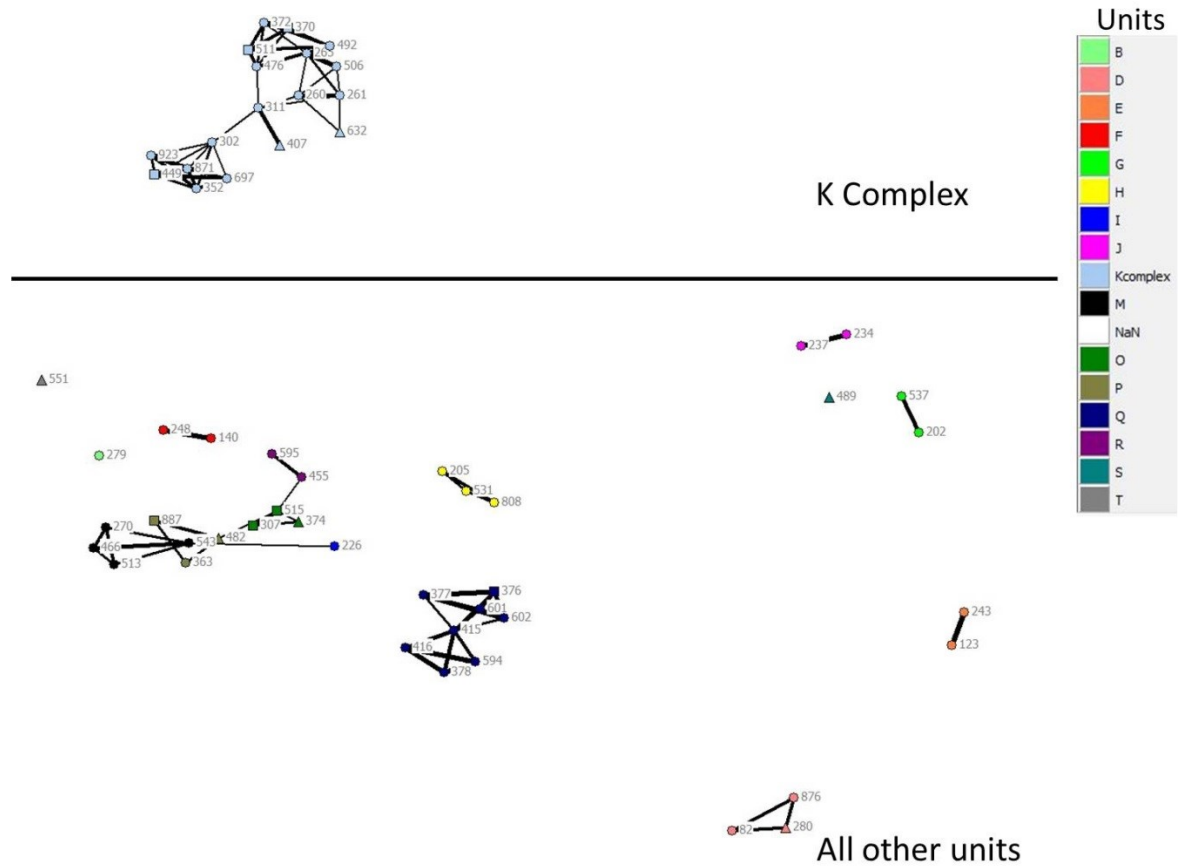 Units
372
370
B
511
492
265
D
476
506
E
260
261
311
F
632
407
G
302
923
H
449
871
697
352
K Complex
I
J
Kcomplex
M
NaN
237
234
O
551
489
537
P
248
140
202
Q
279
595
455
205
R
531
808
515
S
270
887
307
374
482
T
466
543
226
513
363
377
376
601
602
243
415
416
594
123
378
876
82
280
All other units